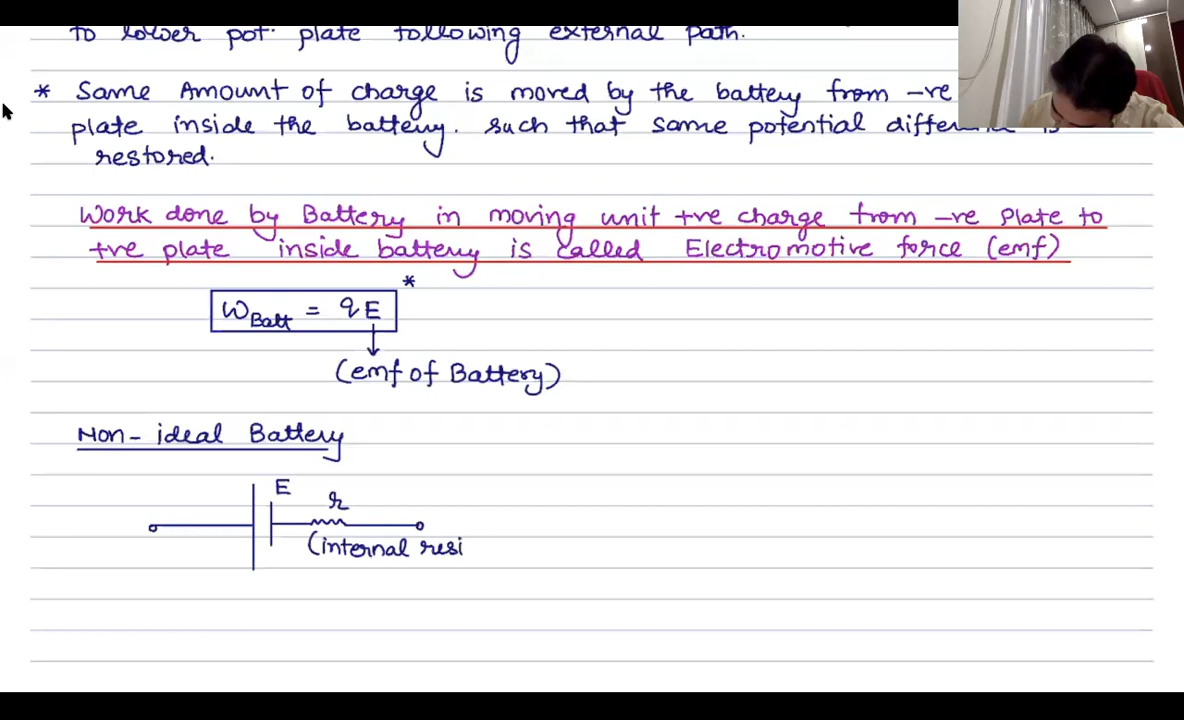 to lower pot. plate following external path.
* Same Amount of charge is moved by the battery from -ve
plate inside the battery. such that same potential is
restored.
Work done by Battery in moving unit +ve charge from -ve Plate to
+ve plate inside battery is called Electromotive force (emf)
*
W_Batt = qE
(emf of Battery)
Non-ideal Battery
E
r
(internal resi